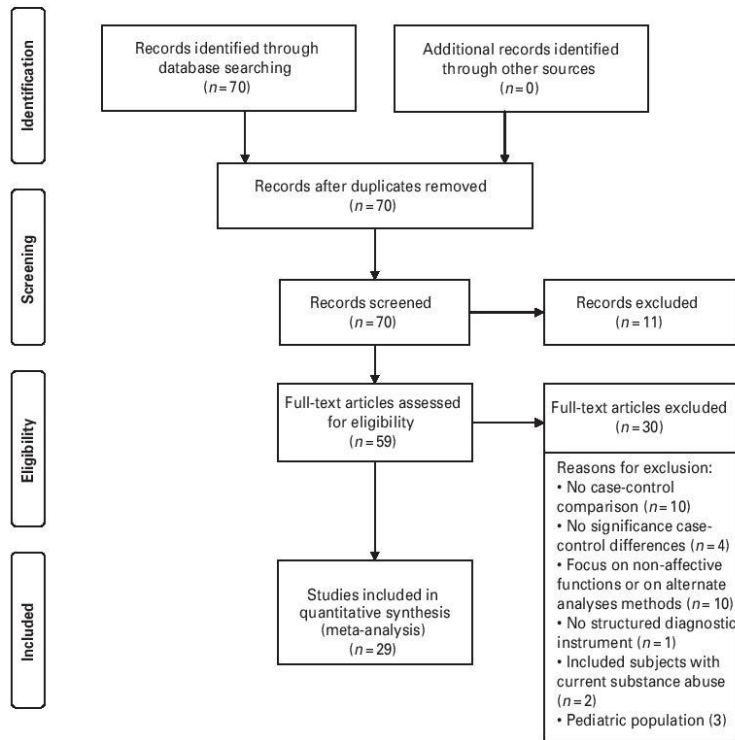 Identification
Records identified through
database searching
(n=70)
Additional records identified
through other sources
(n=0)
Records after duplicates removed
(n=70)
Screening
Records screened
(n=70)
Records excluded
(n=11)
Eligibility
Full-text articles assessed
for eligibility
(n=59)
Full-text articles excluded
(n=30)
Reasons for exclusion:
• No case-control
comparison (n=10)
• No significance case-
control differences (n=4)
• Focus on non-affective
functions or on alternate
analyses methods (n=10)
• No structured diagnostic
instrument (n=1)
• Included subjects with
current substance abuse
(n=2)
• Pediatric population (3)
Included
Studies included in
quantitative synthesis
(meta-analysis)
(n=29)